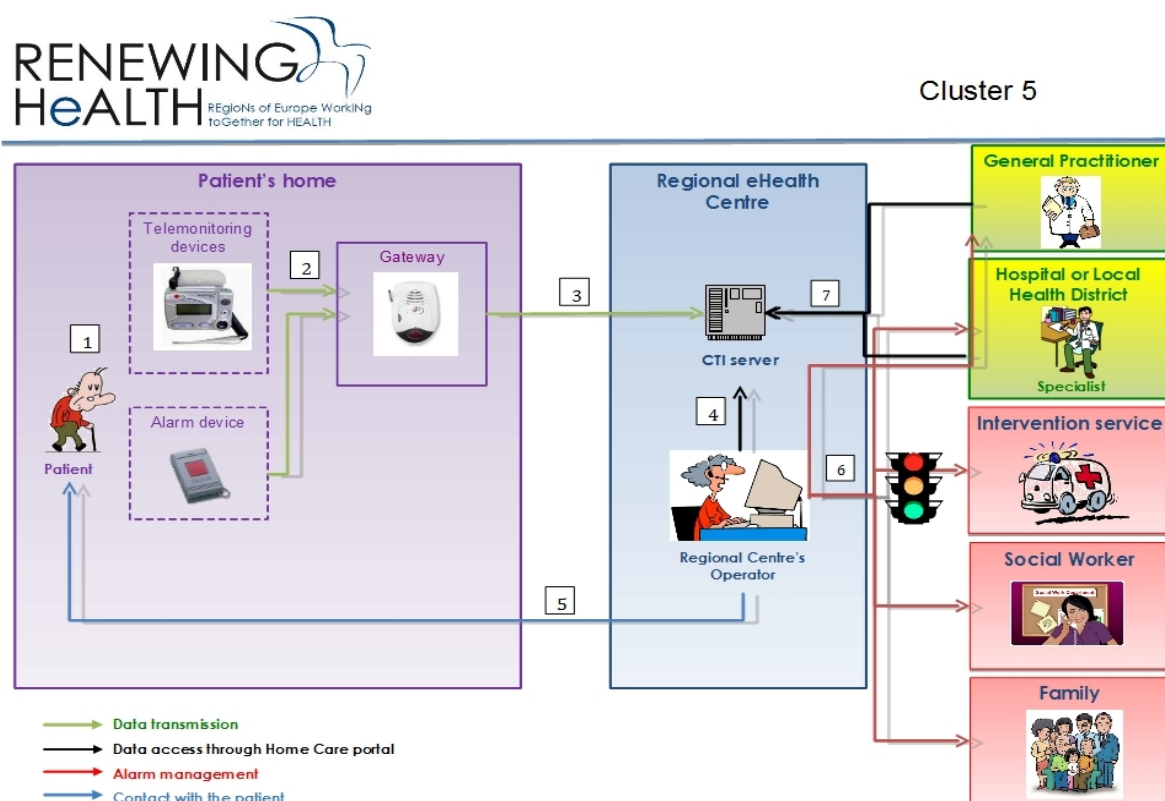 RENEWING
HeALTH
REgioNs of Europe WorkINg
toGether for HEALTH
Cluster 5
Patient's home
Telemonitoring
devices
Gateway
1
2
3
Alarm device
Patient
5
Regional eHealth
Centre
7
CTI server
4
6
Regional Centre's
Operator
General Practitioner
Hospital or Local
Health District
Specialist
Intervention service
Social Worker
Social Work Department
Family
Data transmission
Data access through Home Care portal
Alarm management
Contact with the patient